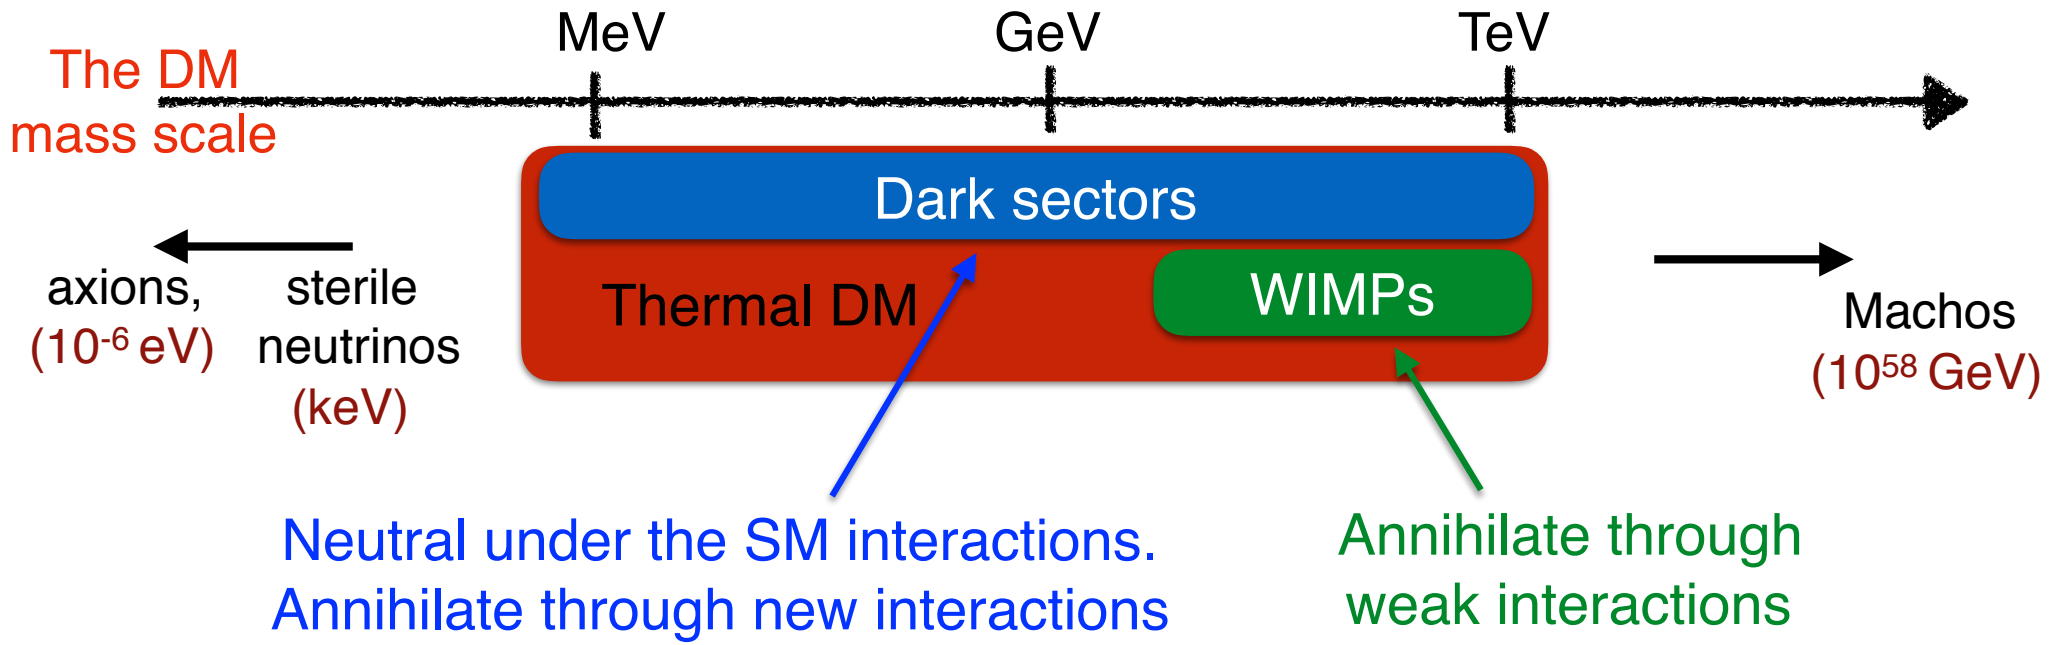 MeV GeV TeV
The DM
mass scale
Dark sectors
Thermal DM
WIMPs
axions,
(10⁻⁶ eV)
sterile
neutrinos
(keV)
Machos
(10⁵⁸ GeV)
Neutral under the SM interactions.
Annihilate through new interactions
Annihilate through
weak interactions